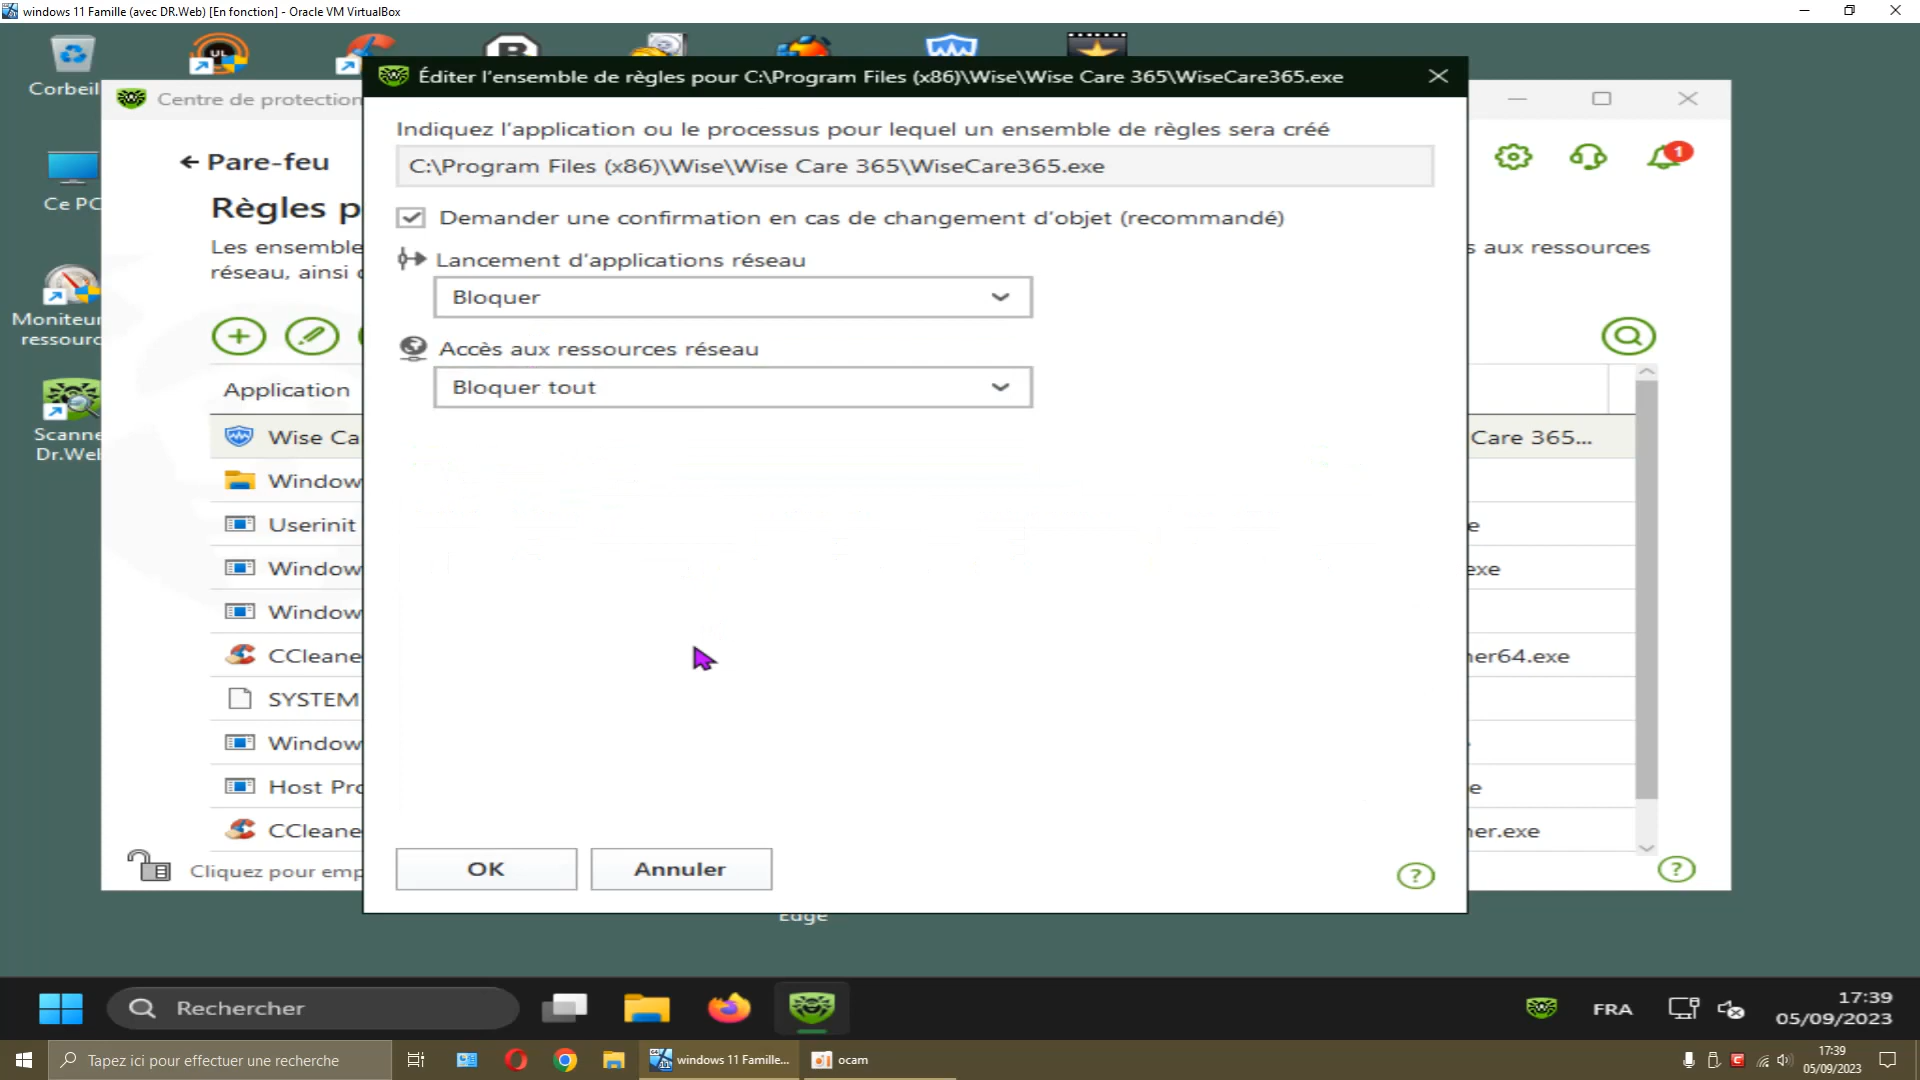 windows 11 Famille (avec DR.Web) [En fonction] - Oracle VM VirtualBox
UL
Corbeil
Éditer l'ensemble de règles pour C:\Program Files (x86)\Wise\Wise Care 365\WiseCare365.exe
Centre de protection
Indiquez l'application ou le processus pour lequel un ensemble de règles sera créé
C:\Program Files (x86)\Wise\Wise Care 365\WiseCare365.exe
Pare-feu
1
Ce PC
Règles p
Demander une confirmation en cas de changement d'objet (recommandé)
Les ensemble
s aux ressources
réseau, ainsi
Lancement d'applications réseau
Bloquer
Moniteur
ressourc
Accès aux ressources réseau
Bloquer tout
Application
Scanne
Dr.Web
Wise Ca
Care 365...
Window
Userinit
e
Window
exe
Window
CCleane
ner64.exe
SYSTEM
Window
Host Pro
e
CCleane
ner.exe
Cliquez pour emp
OK
Annuler
?
?
Edge
Rechercher
FRA
17:39
05/09/2023
Tapez ici pour effectuer une recherche
windows 11 Famille...
ocam
17:39
05/09/2023